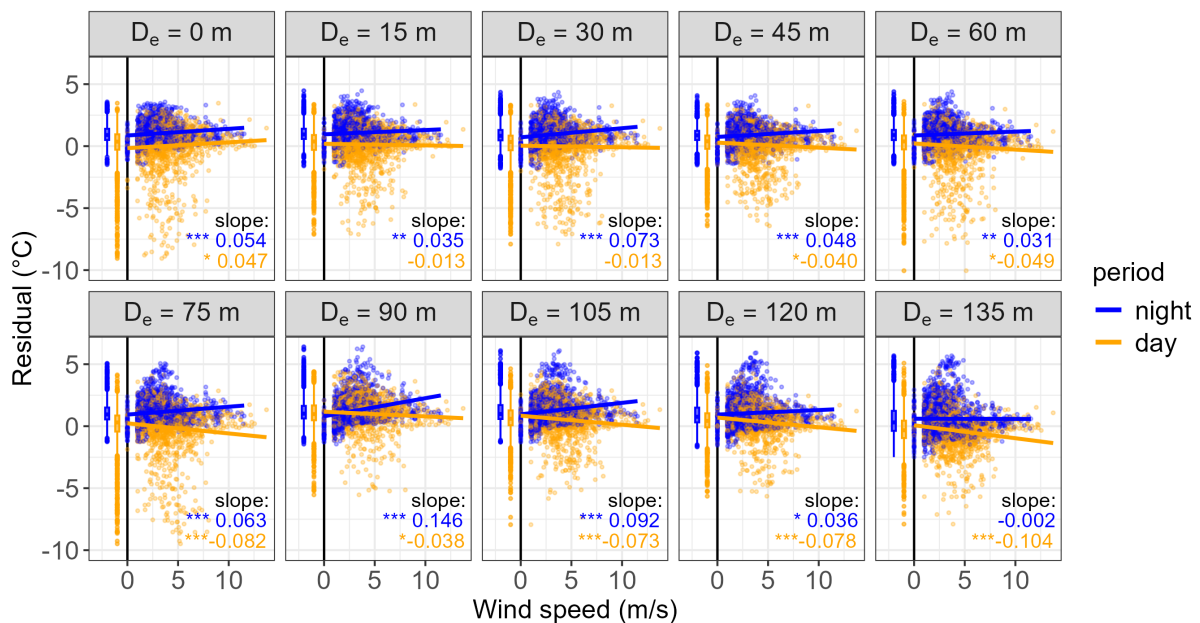 Dₑ = 0 m
Dₑ = 15 m
Dₑ = 30 m
Dₑ = 45 m
Dₑ = 60 m
5
0
-5
-10
slope:
*** 0.054
* 0.047
slope:
** 0.035
-0.013
slope:
*** 0.073
-0.013
slope:
*** 0.048
*-0.040
slope:
** 0.031
*-0.049
Residual (°C)
period
night
day
Dₑ = 75 m
Dₑ = 90 m
Dₑ = 105 m
Dₑ = 120 m
Dₑ = 135 m
5
0
-5
-10
slope:
*** 0.063
***-0.082
slope:
*** 0.146
*-0.038
slope:
*** 0.092
***-0.073
slope:
* 0.036
***-0.078
slope:
-0.002
***-0.104
0 5 10
0 5 10
0 5 10
0 5 10
0 5 10
Wind speed (m/s)